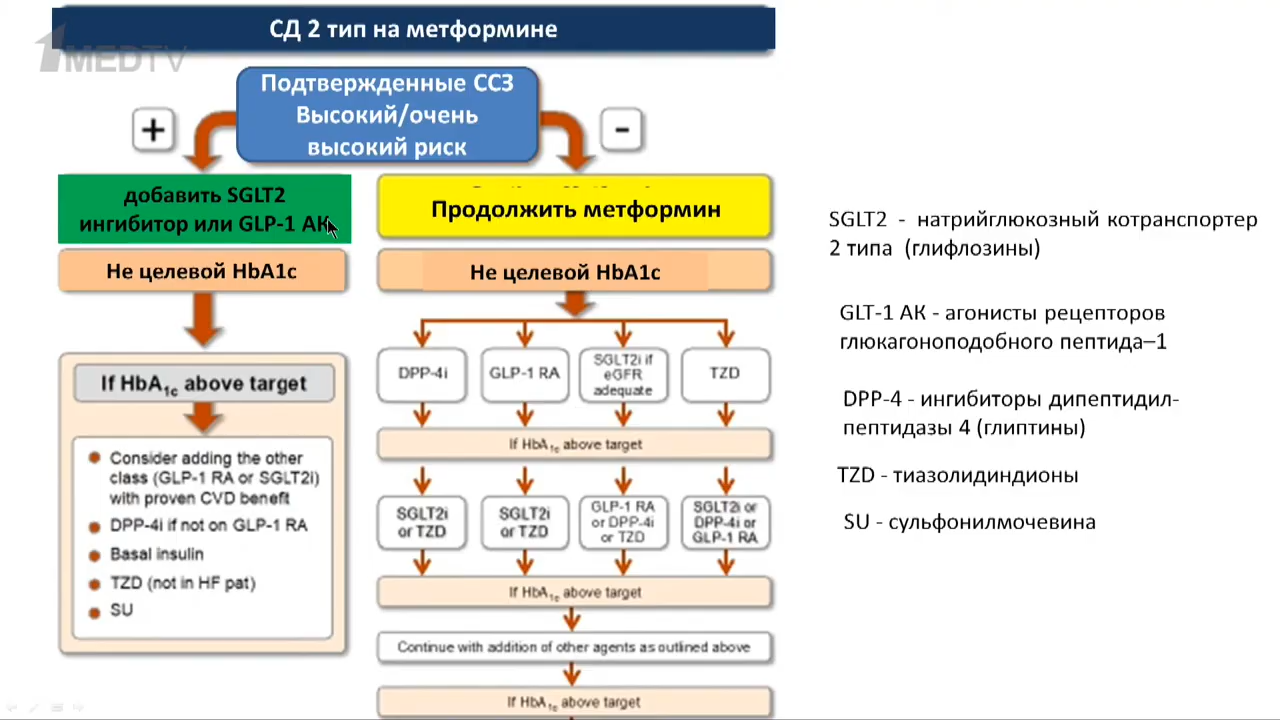 СД 2 тип на метформине
1MEDTV
Подтвержденные ССЗ
Высокий/очень
высокий риск
+
-
добавить SGLT2
ингибитор или GLP-1 АК
Продолжить метформин
Не целевой HbA1c
Не целевой HbA1c
If HbA1c above target
Consider adding the other
class (GLP-1 RA or SGLT2i)
with proven CVD benefit
DPP-4i if not on GLP-1 RA
Basal insulin
TZD (not in HF pat)
SU
DPP-4i
GLP-1 RA
SGLT2i if
eGFR
adequate
TZD
If HbA1c above target
SGLT2i
or TZD
SGLT2i
or TZD
GLP-1 RA
or DPP-4i
or TZD
SGLT2i or
DPP-4i or
GLP-1 RA
If HbA1c above target
Continue with addition of other agents as outlined above
If HbA1c above target
SGLT2 - натрийглюкозный котранспортер
2 типа (глифлозины)
GLT-1 АК - агонисты рецепторов
глюкагоноподобного пептида–1
DPP-4 - ингибиторы дипептидил-
пептидазы 4 (глиптины)
TZD - тиазолидиндионы
SU - сульфонилмочевина